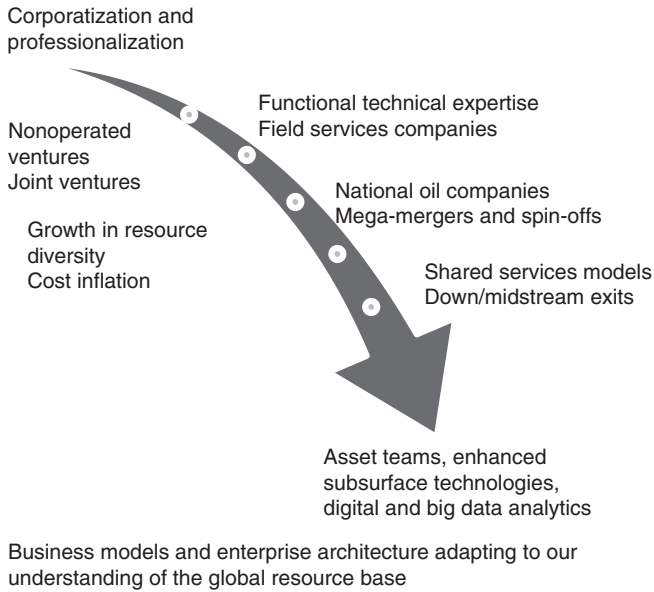 Corporatization and
professionalization
Functional technical expertise
Field services companies
Nonoperated
ventures
Joint ventures
National oil companies
Mega-mergers and spin-offs
Growth in resource
diversity
Cost inflation
Shared services models
Down/midstream exits
Asset teams, enhanced
subsurface technologies,
digital and big data analytics
Business models and enterprise architecture adapting to our
understanding of the global resource base